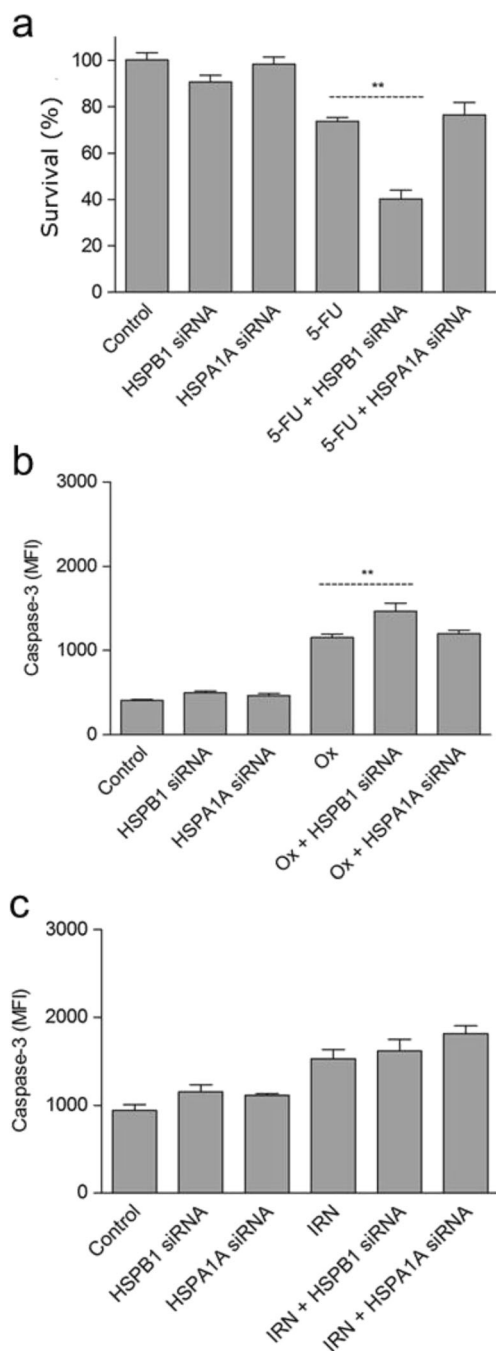 a
Survival (%)
100
80
60
40
20
0
**
Control
HSPB1 siRNA
HSPA1A siRNA
5-FU
5-FU + HSPB1 siRNA
5-FU + HSPA1A siRNA
b
Caspase-3 (MFI)
3000
2000
1000
0
**
Control
HSPB1 siRNA
HSPA1A siRNA
Ox
Ox + HSPB1 siRNA
Ox + HSPA1A siRNA
c
Caspase-3 (MFI)
3000
2000
1000
0
Control
HSPB1 siRNA
HSPA1A siRNA
IRN
IRN + HSPB1 siRNA
IRN + HSPA1A siRNA